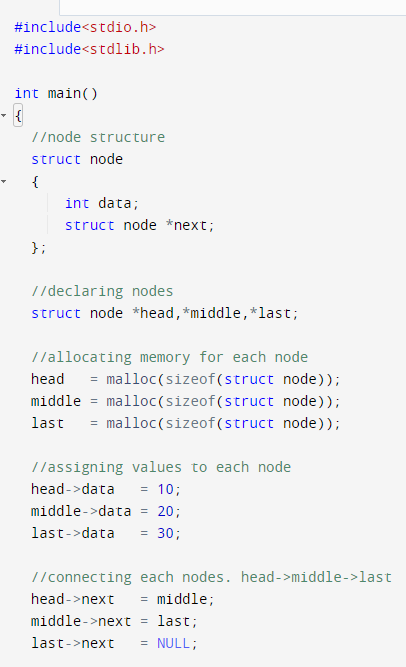 #include<stdio.h>
#include<stdlib.h>
int main()
{
//node structure
struct node
{
int data;
struct node *next;
};
//declaring nodes
struct node *head,*middle,*last;
//allocating memory for each node
head   = malloc(sizeof(struct node));
middle = malloc(sizeof(struct node));
last   = malloc(sizeof(struct node));
//assigning values to each node
head->data   = 10;
middle->data = 20;
last->data   = 30;
//connecting each nodes. head->middle->last
head->next   = middle;
middle->next = last;
last->next   = NULL;